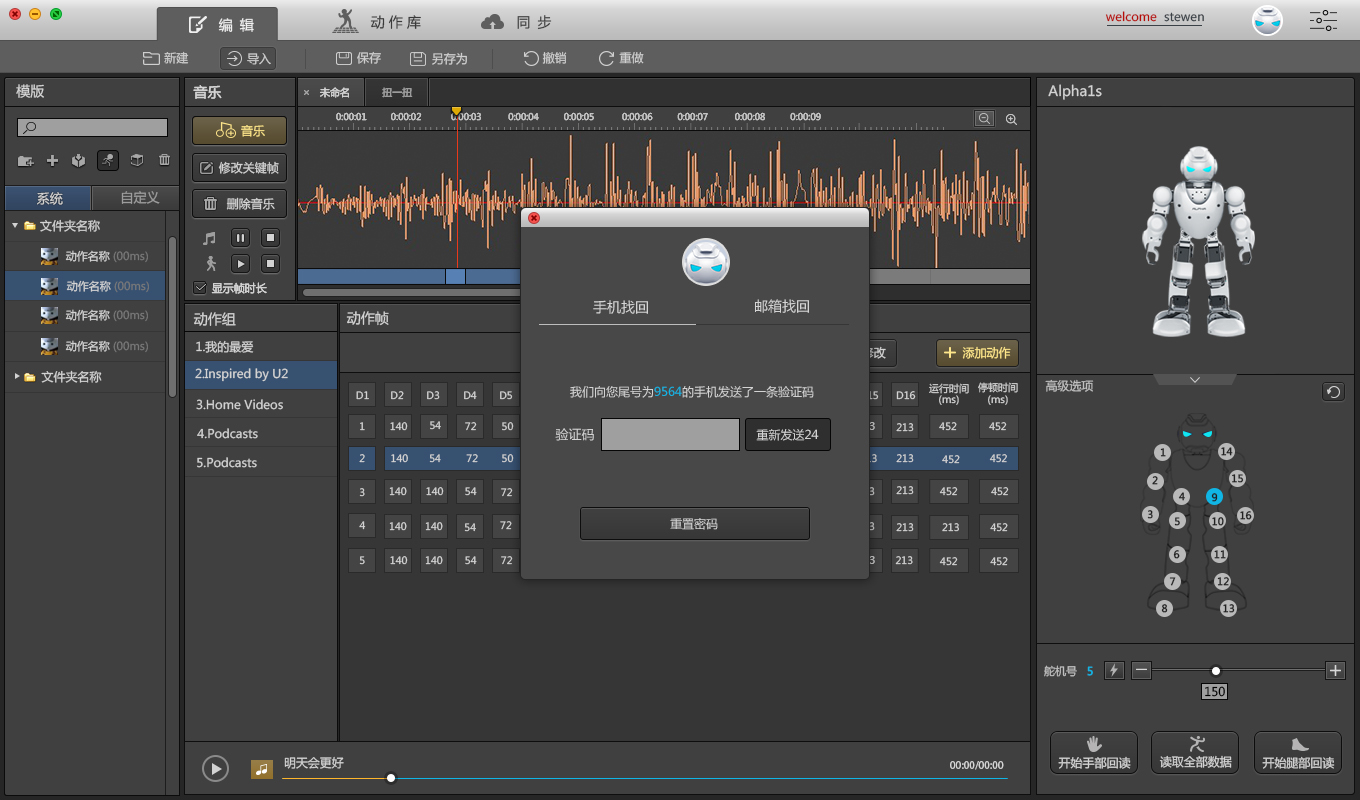 编 辑
动 作 库
同 步
welcome stewen
新建
导入
保存
另存为
撤销
重做
模版
系统
自定义
文件夹名称
动作名称 (00ms)
动作名称 (00ms)
动作名称 (00ms)
动作名称 (00ms)
文件夹名称
音乐
音乐
修改关键帧
删除音乐
显示帧时长
× 未命名
扭一扭
0:00:01 0:00:02 0:00:03 0:00:04 0:00:05 0:00:06 0:00:07 0:00:08 0:00:09
动作组
1.我的最爱
2.Inspired by U2
3.Home Videos
4.Podcasts
5.Podcasts
动作帧
添加动作
D1 D2 D3 D4 D5 D16 运行时间(ms) 停顿时间(ms)
1 140 54 72 50 213 452 452
2 140 54 72 50 213 452 452
3 140 140 54 72 213 452 452
4 140 140 54 72 213 213 452
5 140 140 54 72 213 452 452
手机找回
邮箱找回
我们向您尾号为9564的手机发送了一条验证码
验证码
重新发送24
重置密码
明天会更好
00:00/00:00
Alpha1s
高级选项
1 14
2 15
4 9
3 5 10 16
6 11
7 12
8 13
舵机号 5
150
开始手部回读
读取全部数据
开始腿部回读